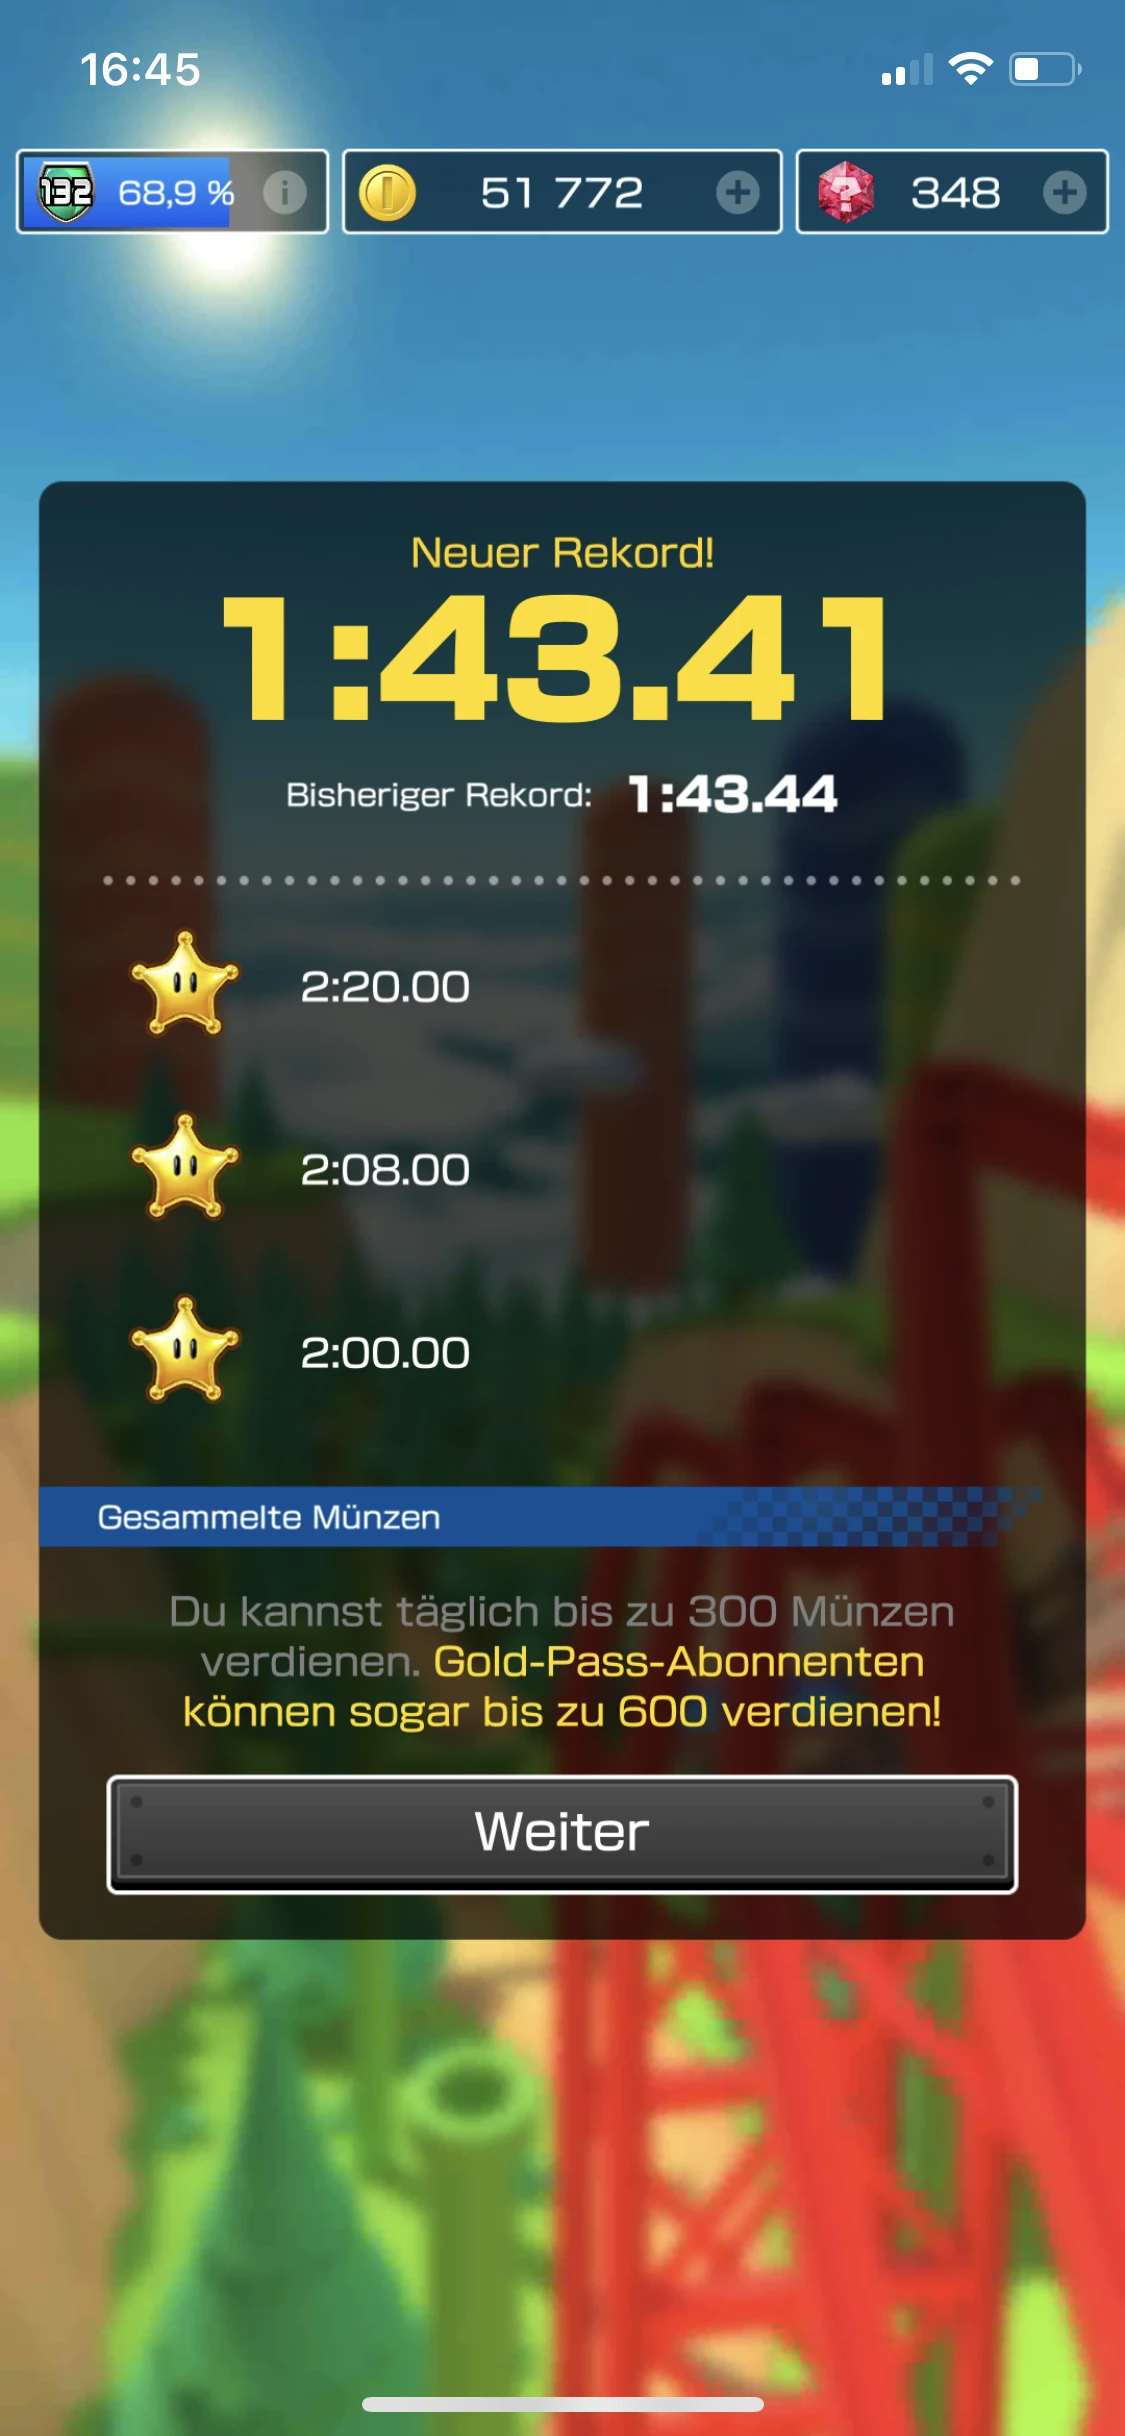 16:45
132 68,9 % i 51 772 348
Neuer Rekord!
1:43.41
Bisheriger Rekord: 1:43.44
2:20.00
2:08.00
2:00.00
Gesammelte Münzen
Du kannst täglich bis zu 300 Münzen
verdienen. Gold-Pass-Abonnenten
können sogar bis zu 600 verdienen!
Weiter